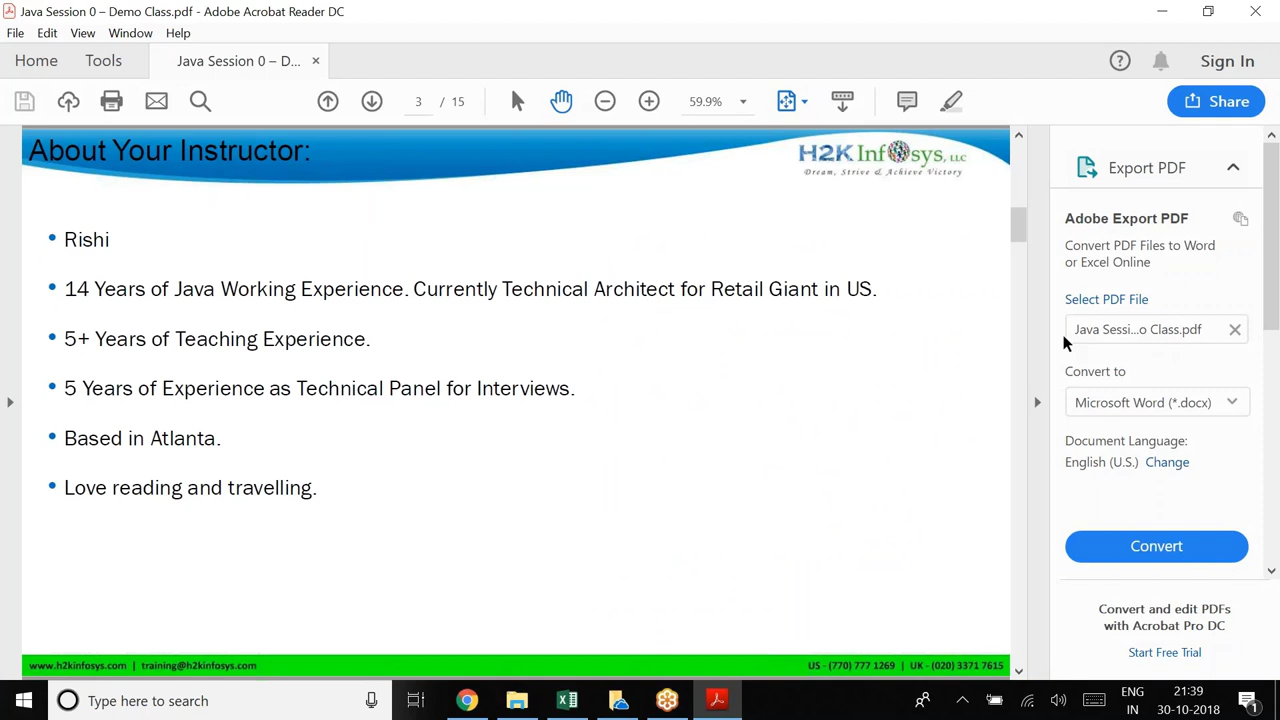 Java Session 0 – Demo Class.pdf - Adobe Acrobat Reader DC
File Edit View Window Help
Home Tools Java Session 0 – D... × Sign In
3 / 15 59.9% Share
About Your Instructor:
H2K Infosys, LLC
Dream, Strive & Achieve Victory
• Rishi
• 14 Years of Java Working Experience. Currently Technical Architect for Retail Giant in US.
• 5+ Years of Teaching Experience.
• 5 Years of Experience as Technical Panel for Interviews.
• Based in Atlanta.
• Love reading and travelling.
www.h2kinfosys.com | training@h2kinfosys.com US - (770) 777 1269 | UK - (020) 3371 7615
Export PDF
Adobe Export PDF
Convert PDF Files to Word
or Excel Online
Select PDF File
Java Sessi...o Class.pdf
Convert to
Microsoft Word (*.docx)
Document Language:
English (U.S.) Change
Convert
Convert and edit PDFs
with Acrobat Pro DC
Start Free Trial
Type here to search
ENG 21:39
IN 30-10-2018 1